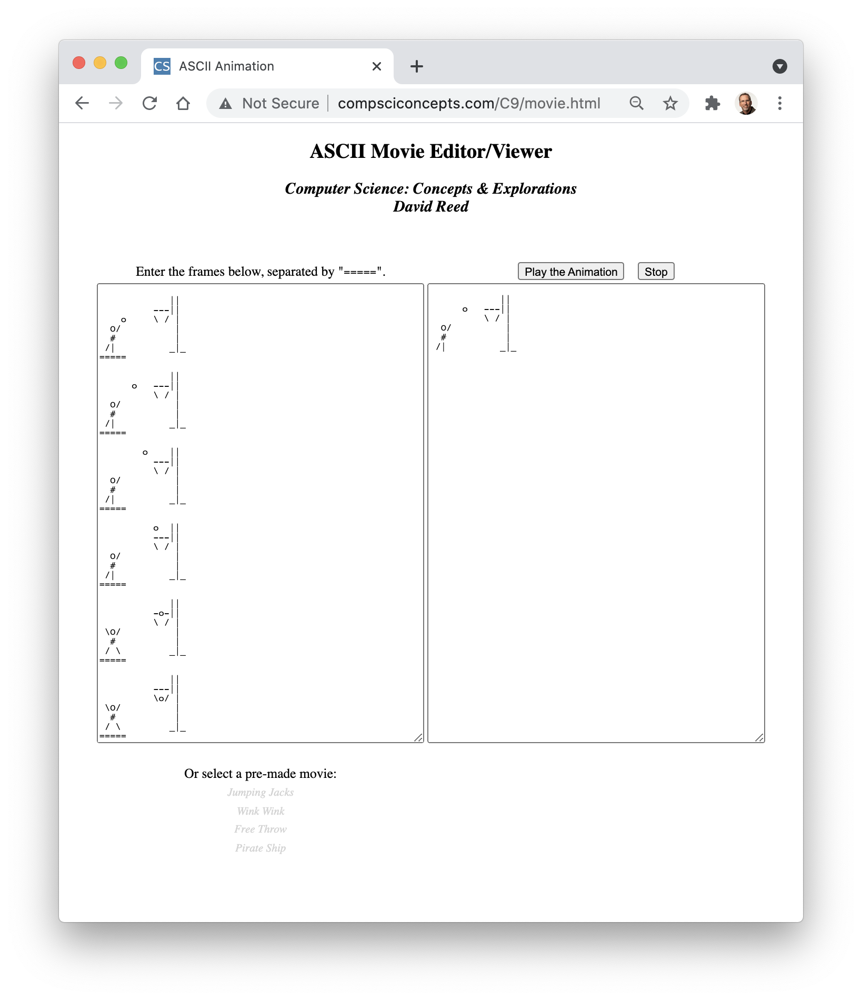 CS ASCII Animation
Not Secure compsciconcepts.com/C9/movie.html
ASCII Movie Editor/Viewer
Computer Science: Concepts & Explorations
David Reed
Enter the frames below, separated by "=====". Play the Animation Stop
             ||
          ---||
    o     \ / |
  o/          |
  #           |
 /|          _|_
=====
             ||
      o   ---||
          \ / |
  o/          |
  #           |
 /|          _|_
=====
        o    ||
          ---||
          \ / |
  o/          |
  #           |
 /|          _|_
=====
          o  ||
          ---||
          \ / |
  o/          |
  #           |
 /|          _|_
=====
             ||
          -o-||
          \ / |
 \o/          |
  #           |
 / \         _|_
=====
             ||
          ---||
          \o/ |
 \o/          |
  #           |
 / \         _|_
=====
             ||
      o   ---||
          \ / |
  o/          |
  #           |
 /|          _|_
Or select a pre-made movie:
Jumping Jacks
Wink Wink
Free Throw
Pirate Ship